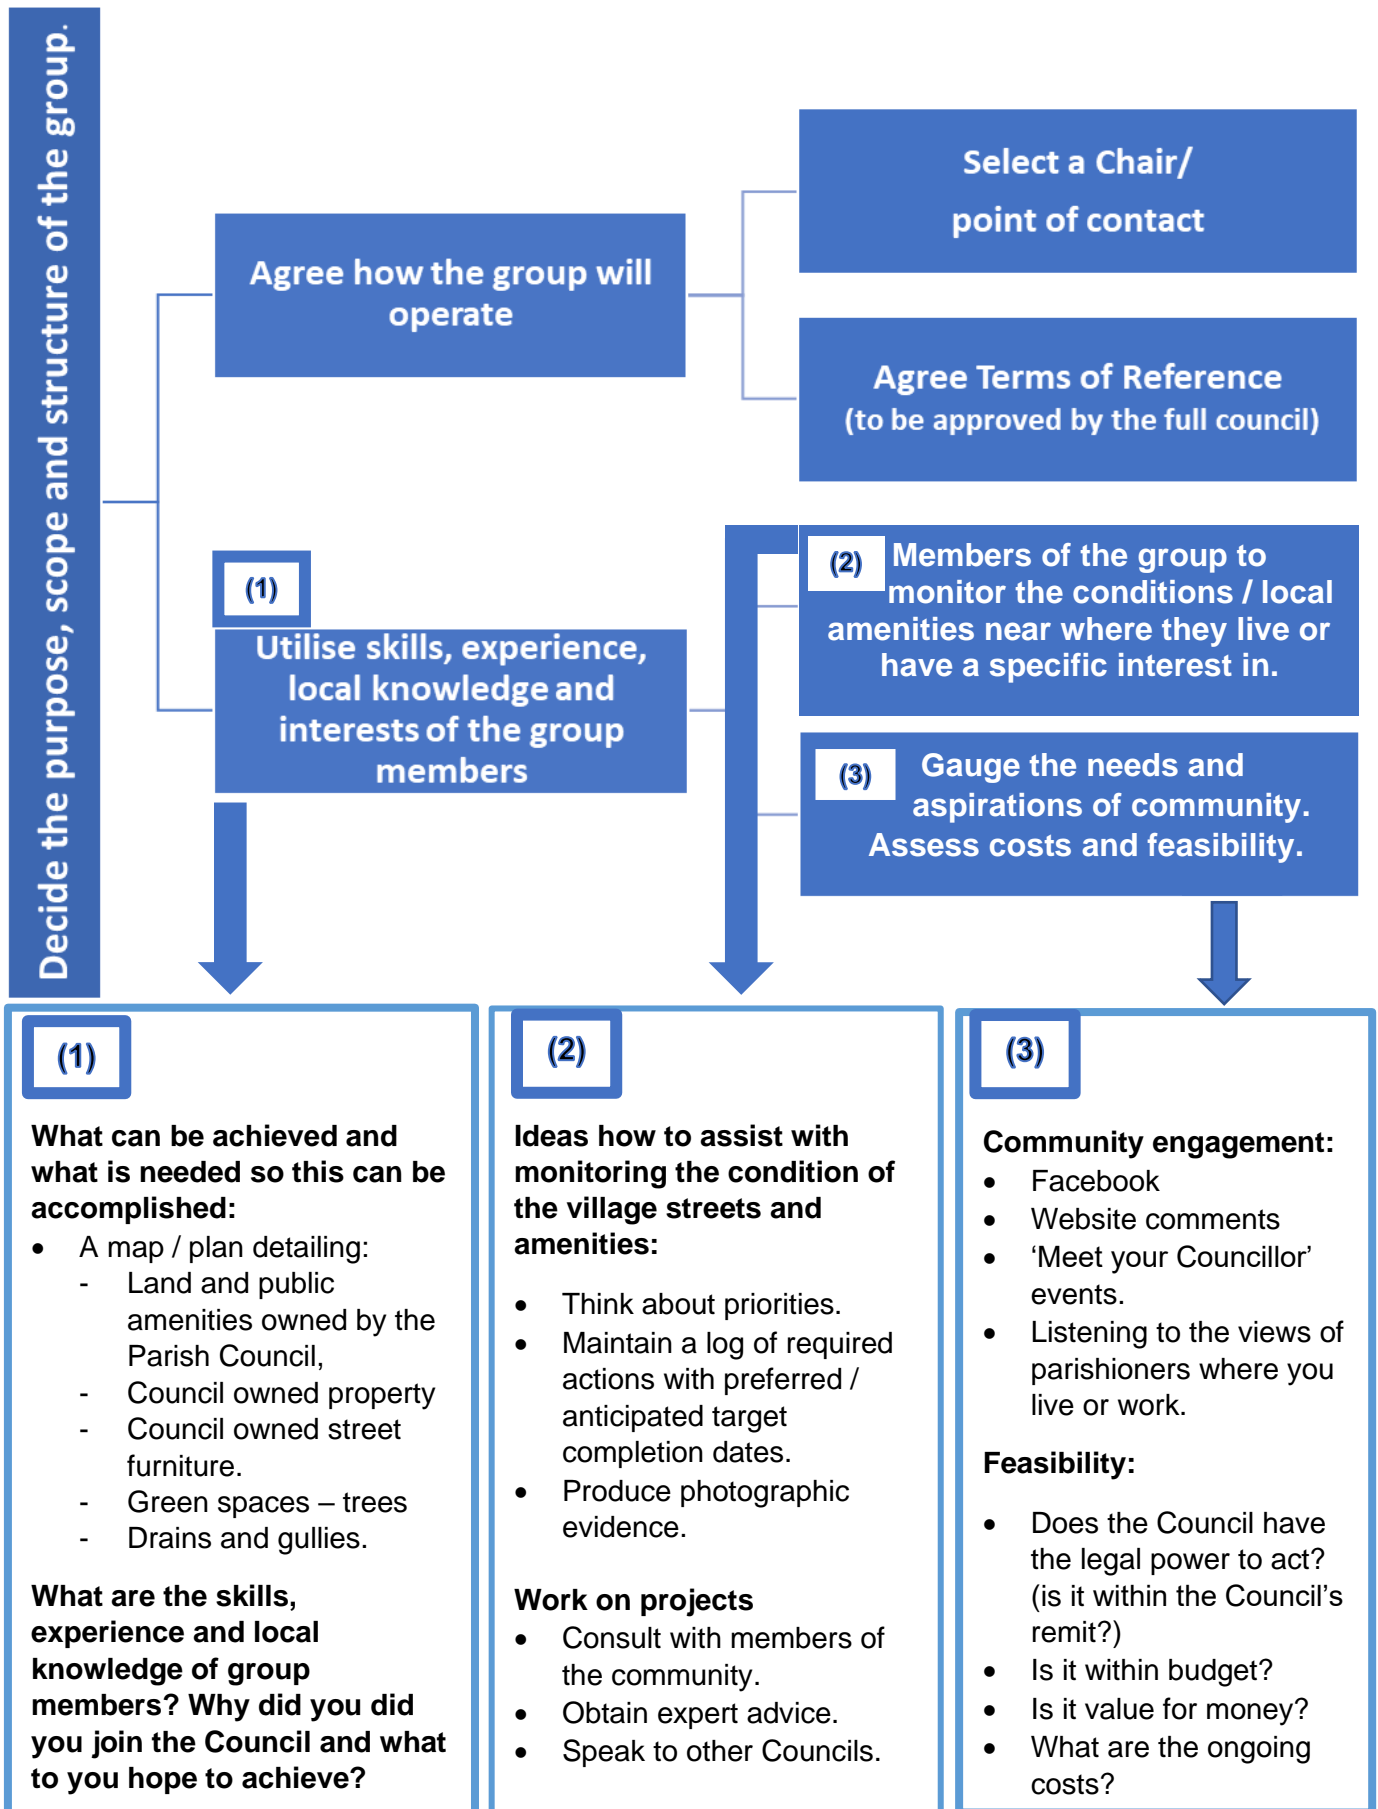 Decide the purpose, scope and structure of the group.
Agree how the group will
operate
Select a Chair/
point of contact
Agree Terms of Reference
(to be approved by the full council)
(1)
Utilise skills, experience,
local knowledge and
interests of the group
members
(2) Members of the group to
monitor the conditions / local
amenities near where they live or
have a specific interest in.
(3) Gauge the needs and
aspirations of community.
Assess costs and feasibility.
(1)
What can be achieved and
what is needed so this can be
accomplished:
• A map / plan detailing:
- Land and public
amenities owned by the
Parish Council,
- Council owned property
- Council owned street
furniture.
- Green spaces – trees
- Drains and gullies.
What are the skills,
experience and local
knowledge of group
members? Why did you did
you join the Council and what
to you hope to achieve?
(2)
Ideas how to assist with
monitoring the condition of
the village streets and
amenities:
• Think about priorities.
• Maintain a log of required
actions with preferred /
anticipated target
completion dates.
• Produce photographic
evidence.
Work on projects
• Consult with members of
the community.
• Obtain expert advice.
• Speak to other Councils.
(3)
Community engagement:
• Facebook
• Website comments
• ‘Meet your Councillor’
events.
• Listening to the views of
parishioners where you
live or work.
Feasibility:
• Does the Council have
the legal power to act?
(is it within the Council’s
remit?)
• Is it within budget?
• Is it value for money?
• What are the ongoing
costs?